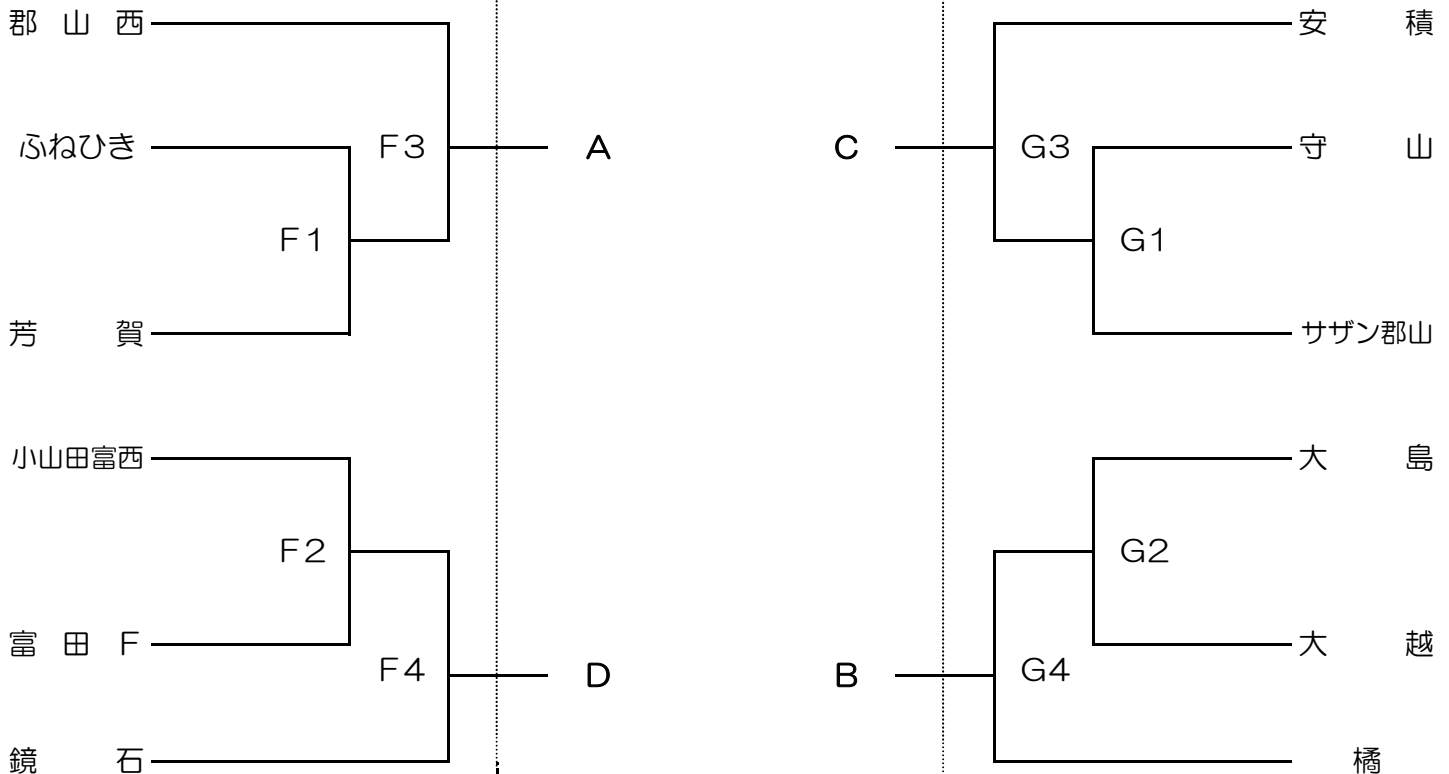 郡 山 西
安 積
ふねひき
F3
A
C
G3
守 山
F1
G1
芳 賀
サザン郡山
小山田富西
大 島
F2
G2
富 田 F
大 越
F4
D
B
G4
鏡 石
橘